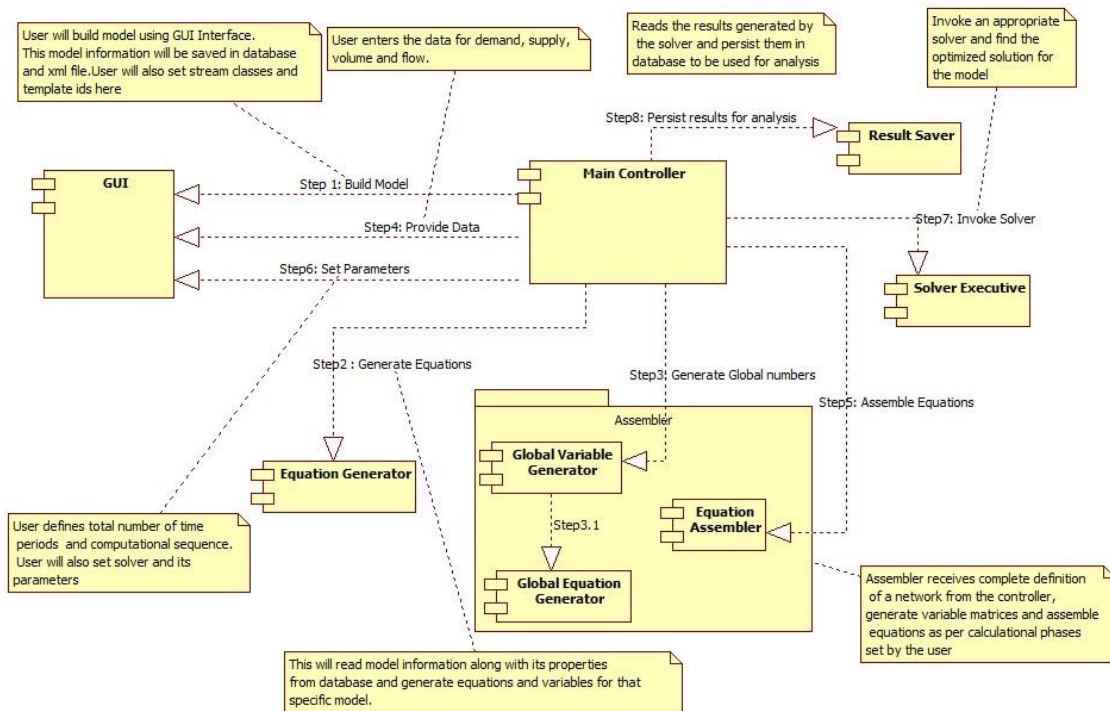 User will build model using GUI Interface.
This model information will be saved in database
and xml file.User will also set stream classes and
template ids here
User enters the data for demand, supply,
volume and flow.
Reads the results generated by
the solver and persist them in
database to be used for analysis
Invoke an appropriate
solver and find the
optimized solution for
the model
Step8: Persist results for analysis
Result Saver
GUI
Main Controller
Step 1: Build Model
Step4: Provide Data
Step7: Invoke Solver
Step6: Set Parameters
Solver Executive
Step2 : Generate Equations
Step3: Generate Global numbers
Step5: Assemble Equations
Assembler
Global Variable
Generator
Equation Generator
Equation
Assembler
Step3.1
User defines total number of time
periods and computational sequence.
User will also set solver and its
parameters
Global Equation
Generator
Assembler receives complete definition
of a network from the controller,
generate variable matrices and assemble
equations as per calculational phases
set by the user
This will read model information along with its properties
from database and generate equations and variables for that
specific model.